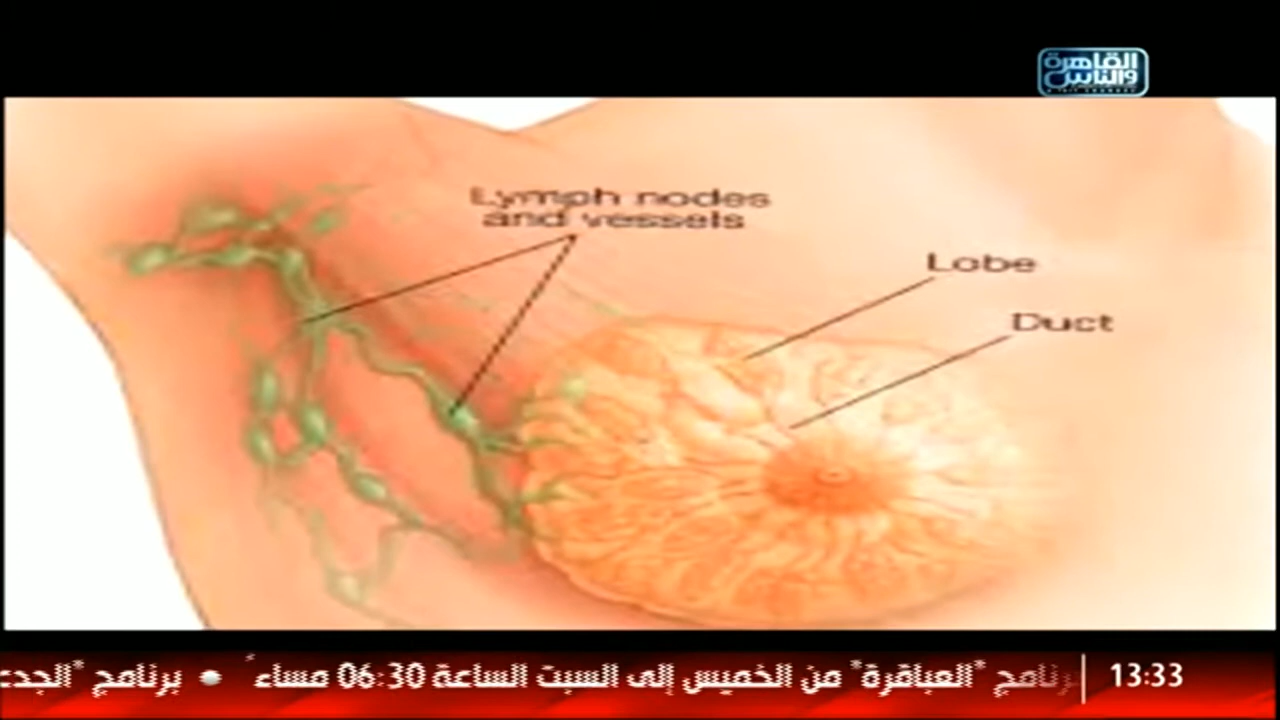 القاهرة
والناس
Lymph nodes
and vessels
Lobe
Duct
13:33
برنامج "العباقرة" من الخميس إلى السبت الساعة 06:30 مساءً • برنامج "الجدع